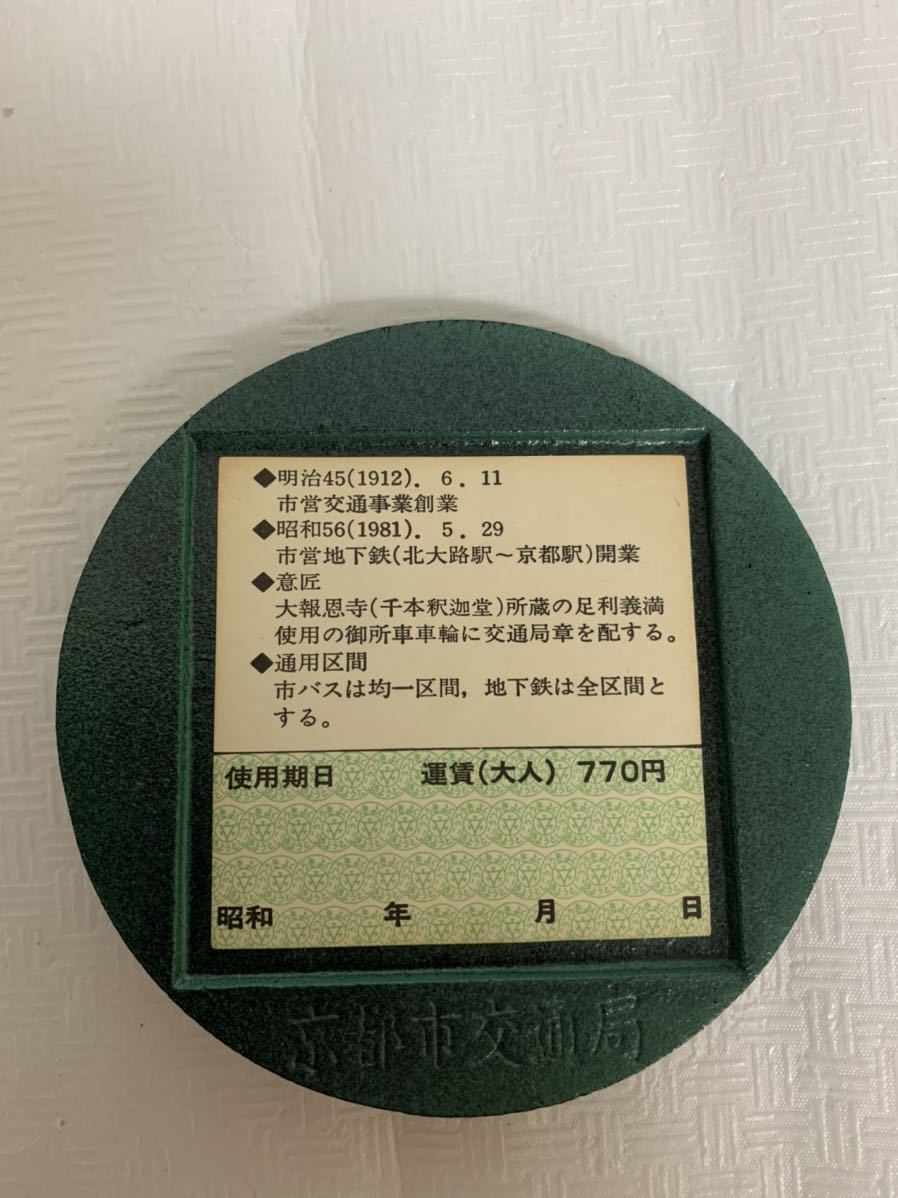 ◆明治45(1912)．6．11
市営交通事業創業
◆昭和56(1981)．5．29
市営地下鉄(北大路駅～京都駅)開業
◆意匠
大報恩寺(千本釈迦堂)所蔵の足利義満
使用の御所車車輪に交通局章を配する。
◆通用区間
市バスは均一区間，地下鉄は全区間と
する。
使用期日 運賃(大人) 770円
昭和 年 月 日
京都市交通局